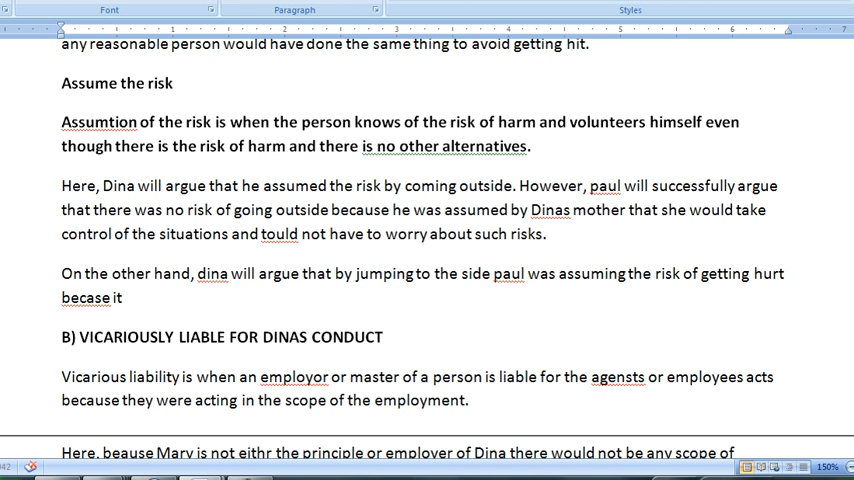 Font Paragraph Styles
1 2 3 4 5 6 7
any reasonable person would have done the same thing to avoid getting hit.
Assume the risk
Assumtion of the risk is when the person knows of the risk of harm and volunteers himself even
though there is the risk of harm and there is no other alternatives.
Here, Dina will argue that he assumed the risk by coming outside. However, paul will successfully argue
that there was no risk of going outside because he was assumed by Dinas mother that she would take
control of the situations and tould not have to worry about such risks.
On the other hand, dina will argue that by jumping to the side paul was assuming the risk of getting hurt
becase it
B) VICARIOUSLY LIABLE FOR DINAS CONDUCT
Vicarious liability is when an employor or master of a person is liable for the agensts or employees acts
because they were acting in the scope of the employment.
Here, beause Mary is not eithr the principle or employer of Dina there would not be any scope of
042 150%